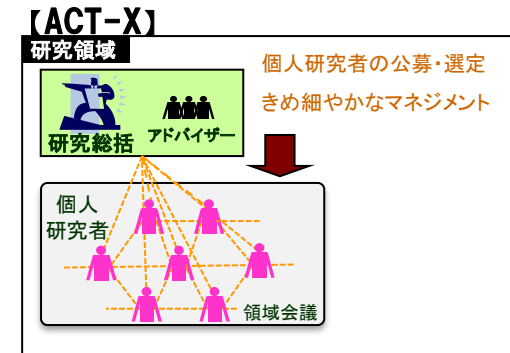 【ACT-X】
研究領域
個人研究者の公募・選定
きめ細やかなマネジメント
研究総括
アドバイザー
個人
研究者
領域会議